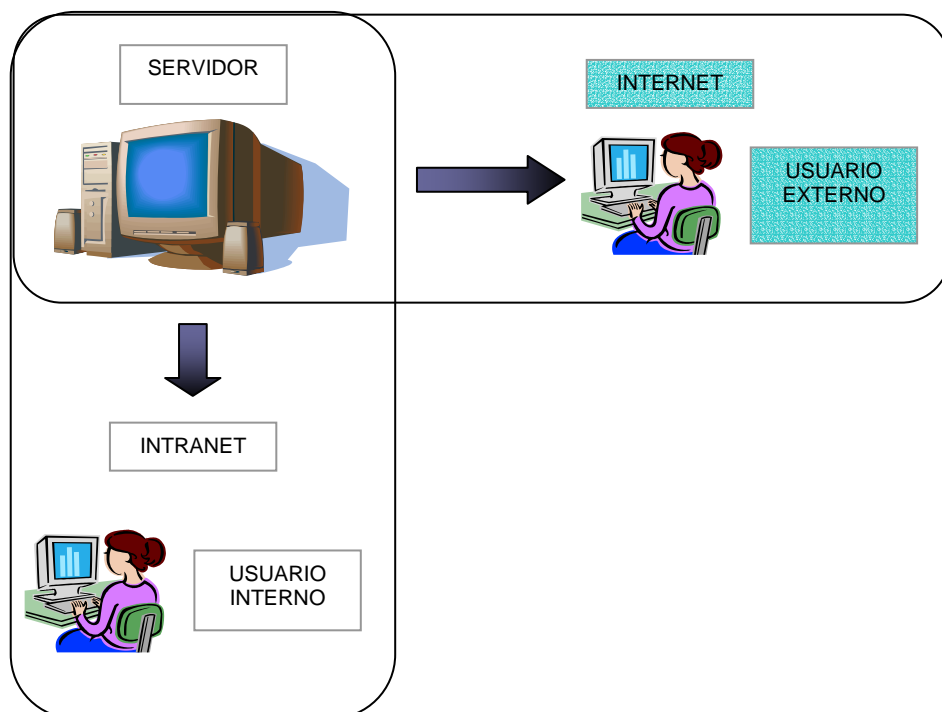 SERVIDOR
INTERNET
USUARIO
EXTERNO
INTRANET
USUARIO
INTERNO